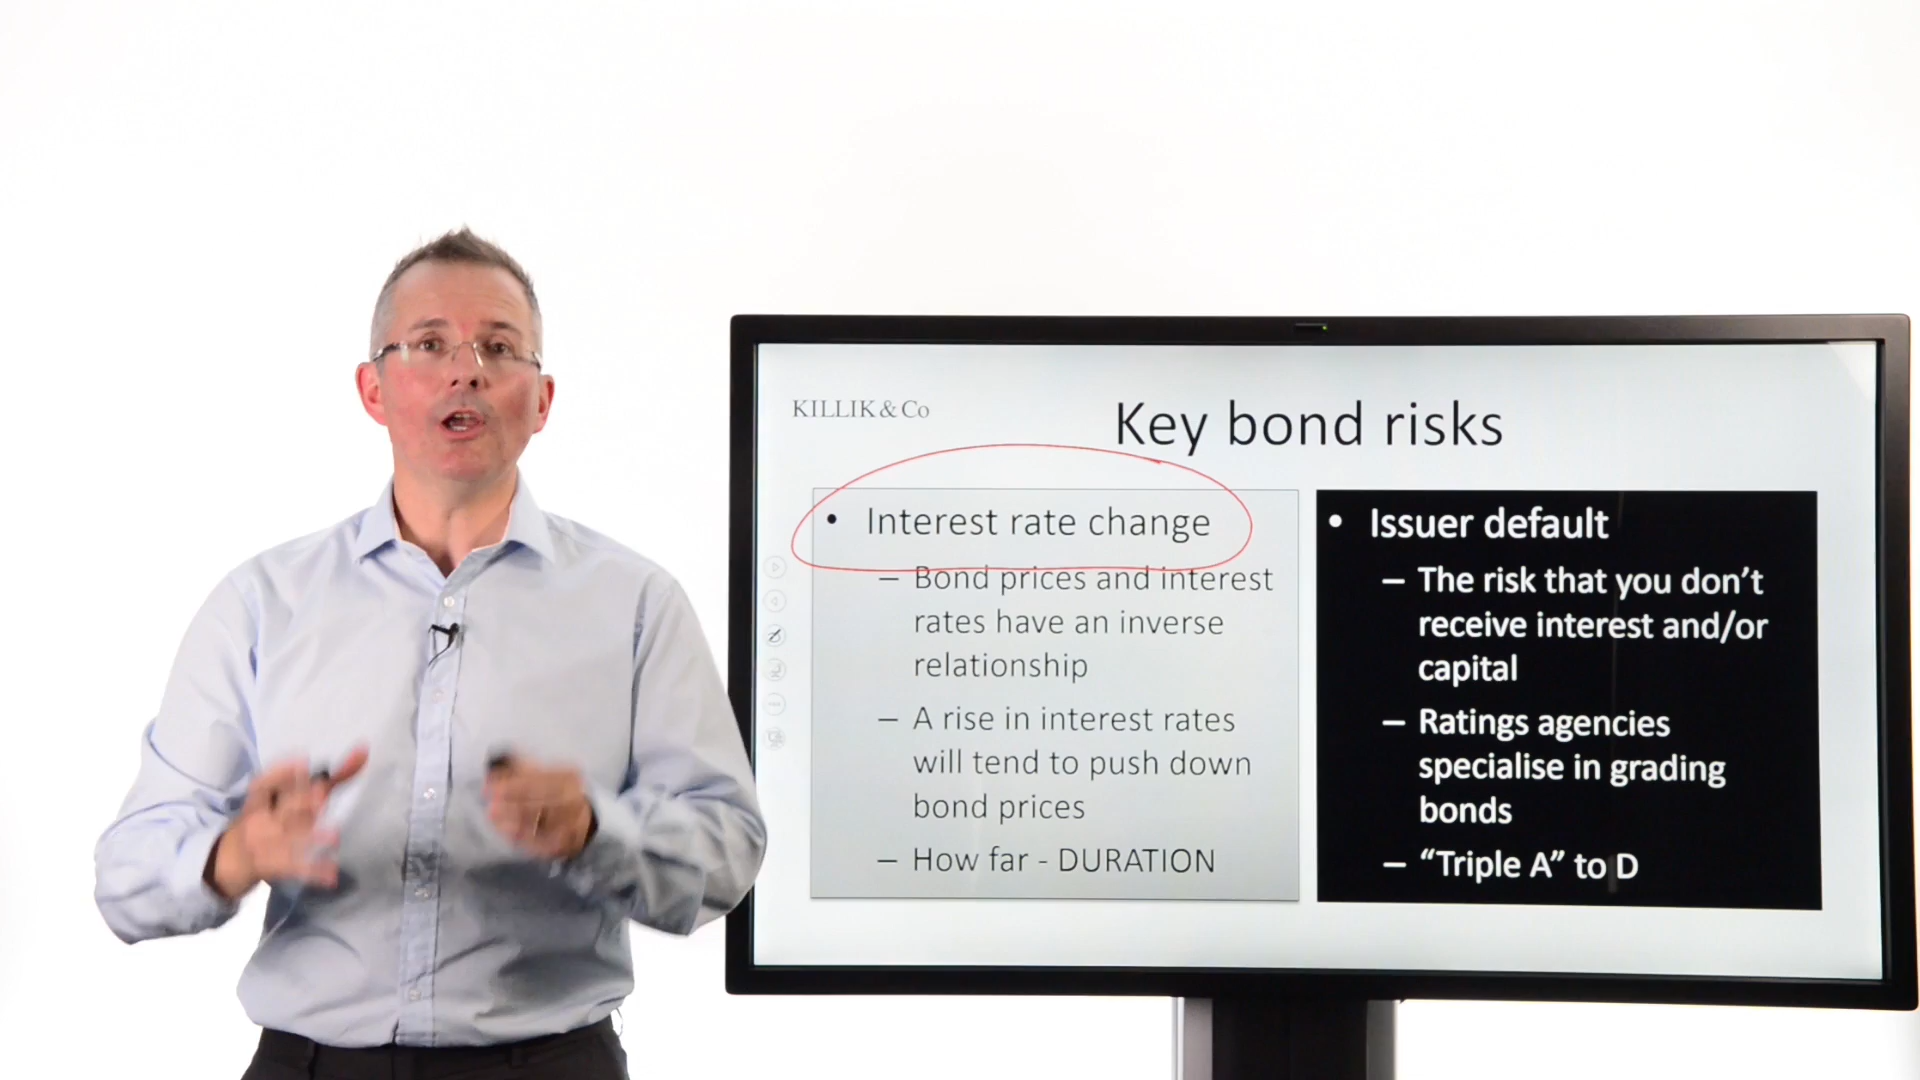 KILLIK & Co
Key bond risks
• Interest rate change
– Bond prices and interest
rates have an inverse
relationship
– A rise in interest rates
will tend to push down
bond prices
– How far - DURATION
• Issuer default
– The risk that you don’t
receive interest and/or
capital
– Ratings agencies
specialise in grading
bonds
– “Triple A” to D